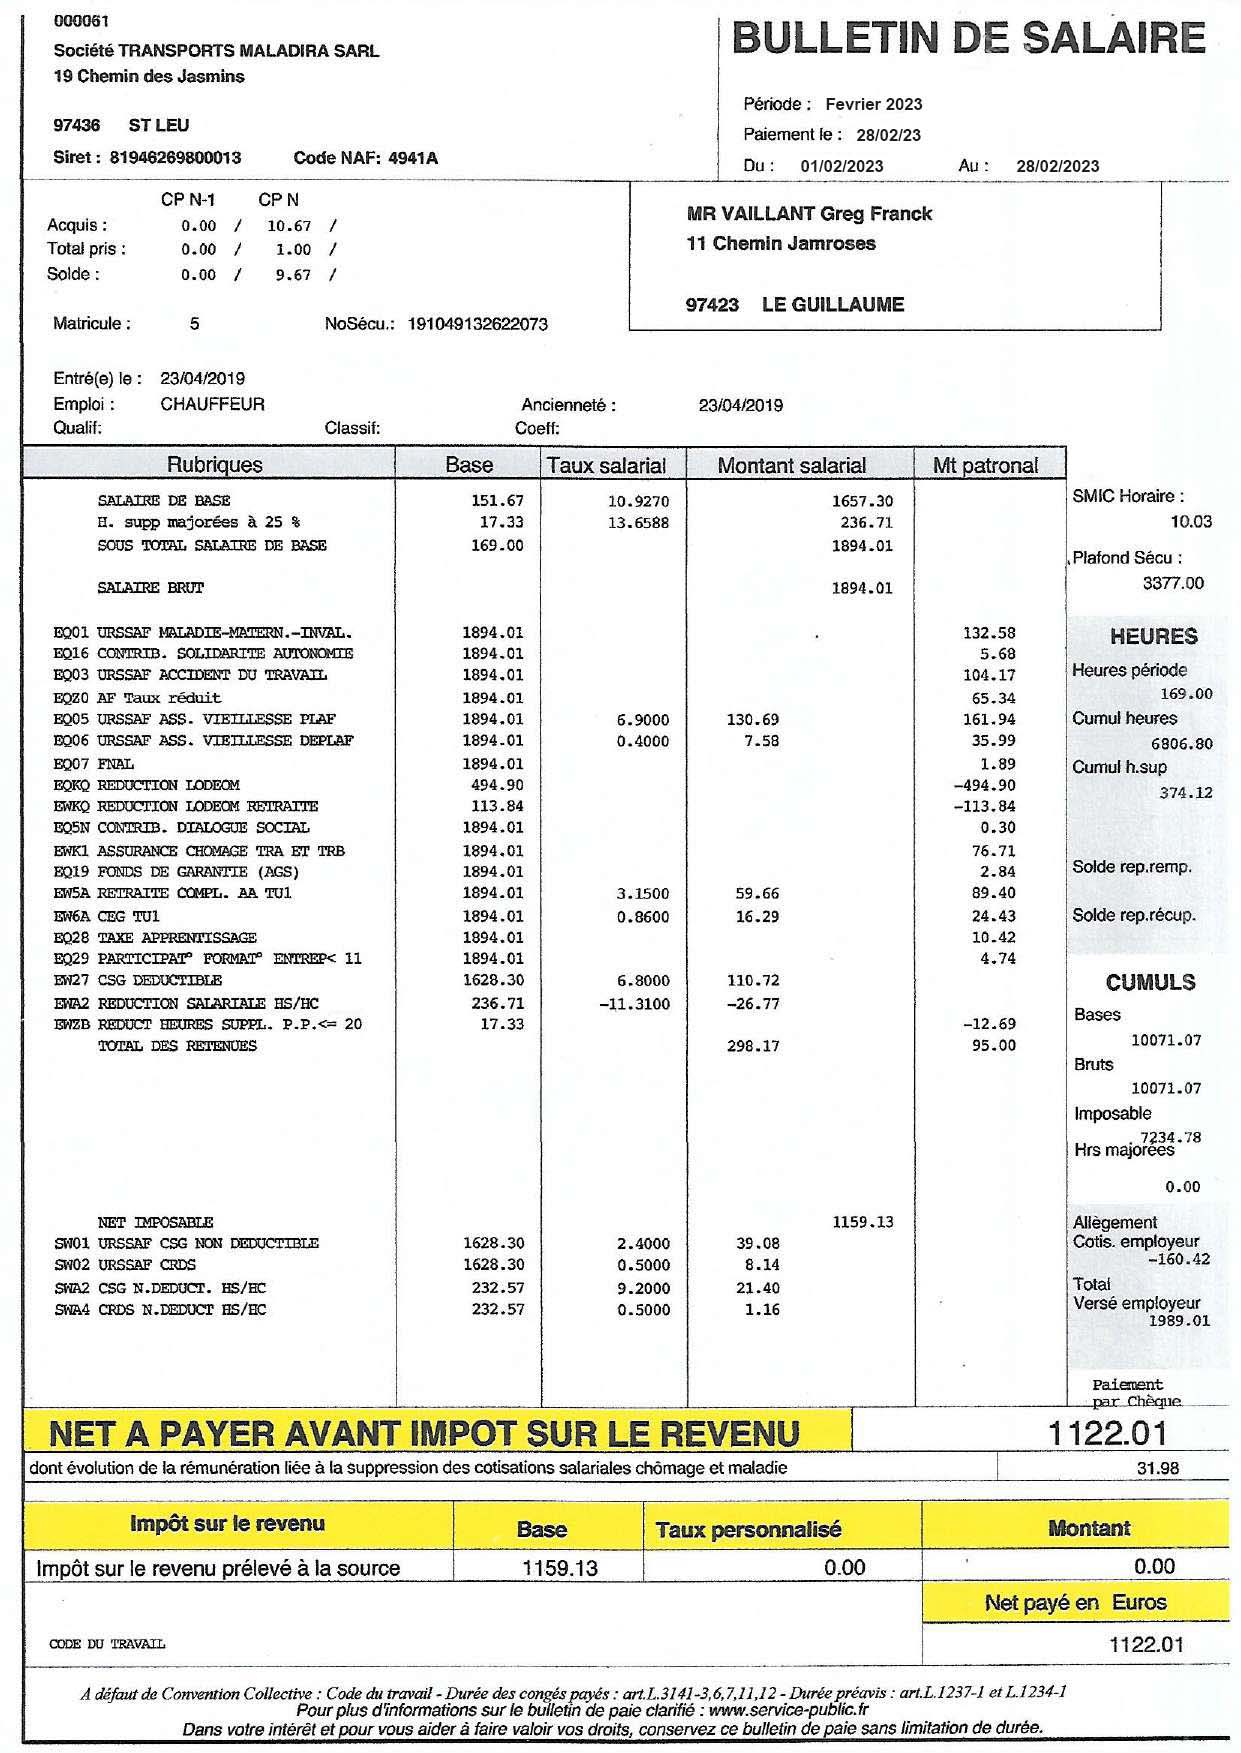 000061
Société TRANSPORTS MALADIRA SARL
19 Chemin des Jasmins
97436 ST LEU
Siret : 81946269800013 Code NAF: 4941A
BULLETIN DE SALAIRE
Période : Fevrier 2023
Paiement le : 28/02/23
Du : 01/02/2023 Au : 28/02/2023
CP N-1 CP N
Acquis : 0.00 / 10.67 /
Total pris : 0.00 / 1.00 /
Solde : 0.00 / 9.67 /
Matricule : 5 NoSécu.: 191049132622073
MR VAILLANT Greg Franck
11 Chemin Jamroses
97423 LE GUILLAUME
Entré(e) le : 23/04/2019
Emploi : CHAUFFEUR Ancienneté : 23/04/2019
Qualif: Classif: Coeff:
Rubriques Base Taux salarial Montant salarial Mt patronal
SALAIRE DE BASE 151.67 10.9270 1657.30
H. supp majorées à 25 % 17.33 13.6588 236.71
SOUS TOTAL SALAIRE DE BASE 169.00 1894.01
SALAIRE BRUT 1894.01
EQ01 URSSAF MALADIE-MATERN.-INVAL. 1894.01 132.58
EQ16 CONTRIB. SOLIDARITE AUTONOMIE 1894.01 5.68
EQ03 URSSAF ACCIDENT DU TRAVAIL 1894.01 104.17
EQZ0 AF Taux réduit 1894.01 65.34
EQ05 URSSAF ASS. VIEILLESSE PLAF 1894.01 6.9000 130.69 161.94
EQ06 URSSAF ASS. VIEILLESSE DEPLAF 1894.01 0.4000 7.58 35.99
EQ07 FNAL 1894.01 1.89
EQKQ REDUCTION LODEOM 494.90 -494.90
EWKQ REDUCTION LODEOM RETRAITE 113.84 -113.84
EQ5N CONTRIB. DIALOGUE SOCIAL 1894.01 0.30
EWK1 ASSURANCE CHOMAGE TRA ET TRB 1894.01 76.71
EQ19 FONDS DE GARANTIE (AGS) 1894.01 2.84
EW5A RETRAITE COMPL. AA TU1 1894.01 3.1500 59.66 89.40
EW6A CEG TU1 1894.01 0.8600 16.29 24.43
EQ28 TAXE APPRENTISSAGE 1894.01 10.42
EQ29 PARTICIPAT° FORMAT° ENTREP< 11 1894.01 4.74
EW27 CSG DEDUCTIBLE 1628.30 6.8000 110.72
EWA2 REDUCTION SALARIALE HS/HC 236.71 -11.3100 -26.77
EWZB REDUCT HEURES SUPPL. P.P.<= 20 17.33 -12.69
TOTAL DES RETENUES 298.17 95.00
NET IMPOSABLE 1159.13
SW01 URSSAF CSG NON DEDUCTIBLE 1628.30 2.4000 39.08
SW02 URSSAF CRDS 1628.30 0.5000 8.14
SWA2 CSG N.DEDUCT. HS/HC 232.57 9.2000 21.40
SWA4 CRDS N.DEDUCT HS/HC 232.57 0.5000 1.16
SMIC Horaire :
10.03
Plafond Sécu :
3377.00
HEURES
Heures période
169.00
Cumul heures
6806.80
Cumul h.sup
374.12
Solde rep.remp.
Solde rep.récup.
CUMULS
Bases
10071.07
Bruts
10071.07
Imposable
7234.78
Hrs majorées
0.00
Allègement
Cotis. employeur
-160.42
Total
Versé employeur
1989.01
Paiement
par Chèque
NET A PAYER AVANT IMPOT SUR LE REVENU 1122.01
dont évolution de la rémunération liée à la suppression des cotisations salariales chômage et maladie 31.98
Impôt sur le revenu Base Taux personnalisé Montant
Impôt sur le revenu prélevé à la source 1159.13 0.00 0.00
Net payé en Euros
CODE DU TRAVAIL 1122.01
A défaut de Convention Collective : Code du travail - Durée des congés payés : art.L.3141-3,6,7,11,12 - Durée préavis : art.L.1237-1 et L.1234-1
Pour plus d'informations sur le bulletin de paie clarifié : www.service-public.fr
Dans votre intérêt et pour vous aider à faire valoir vos droits, conservez ce bulletin de paie sans limitation de durée.